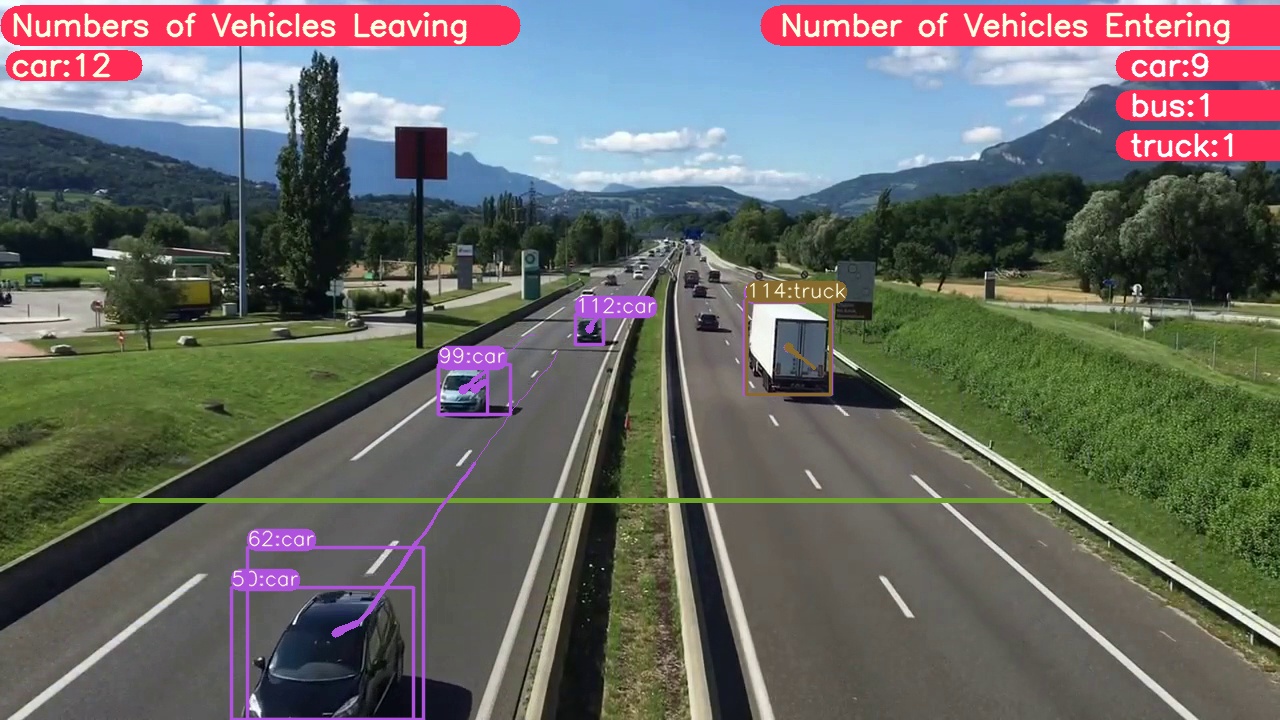 Numbers of Vehicles Leaving
Number of Vehicles Entering
car:12
car:9
bus:1
truck:1
114:truck
112:car
99:car
62:car
50:car